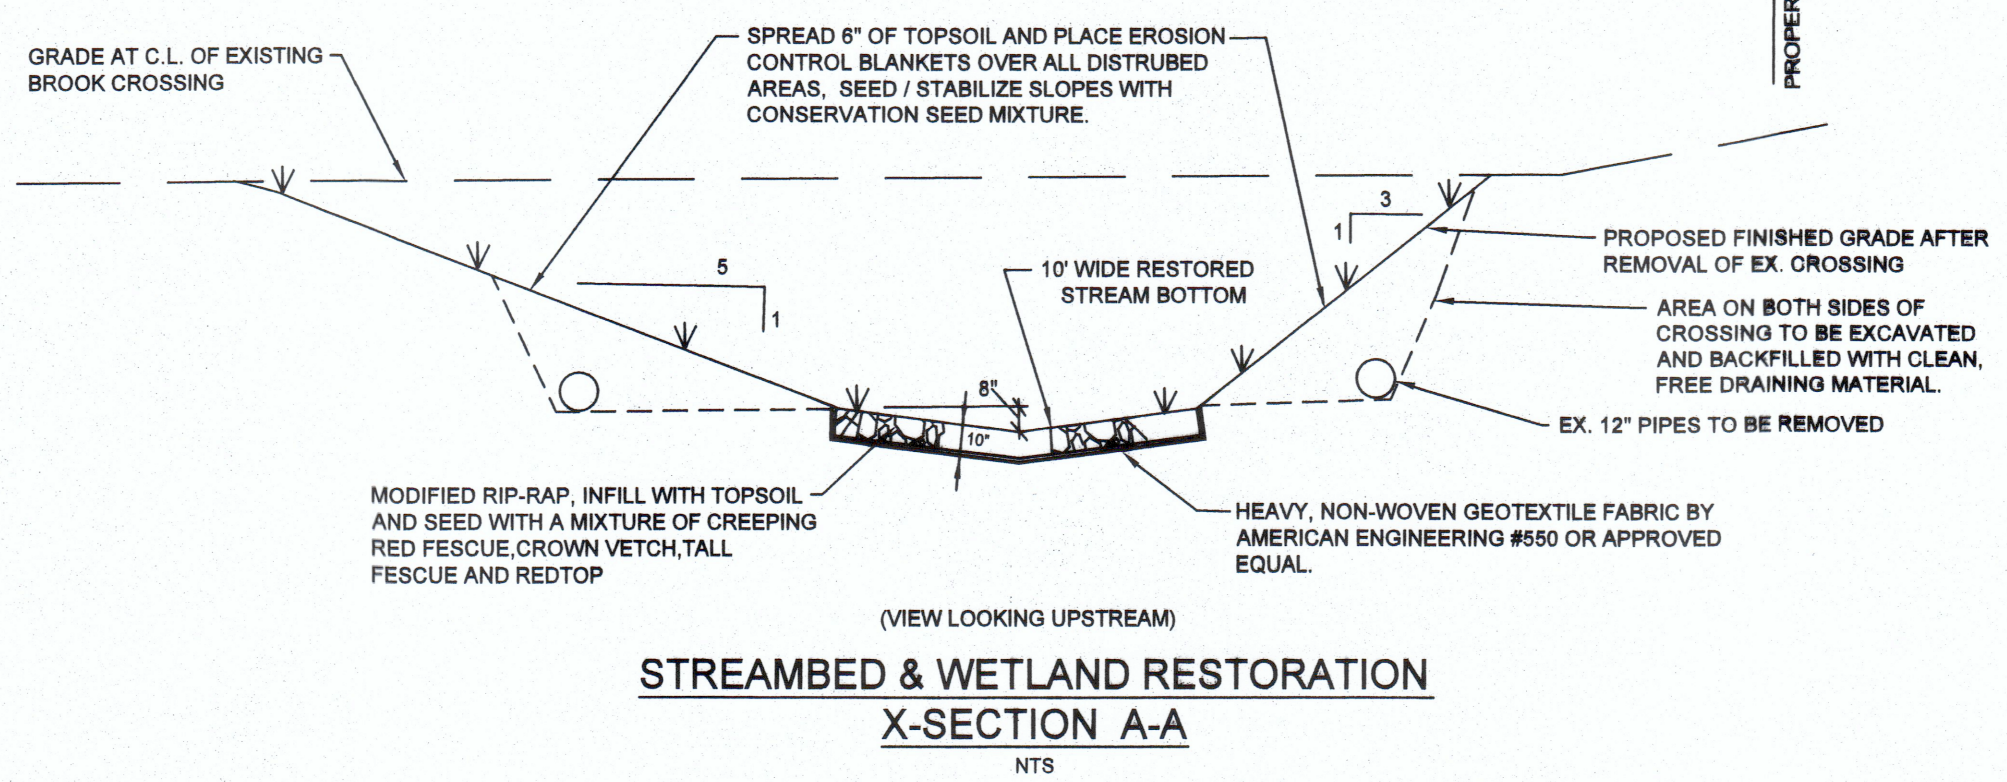 PROPER
GRADE AT C.L. OF EXISTING
BROOK CROSSING
SPREAD 6" OF TOPSOIL AND PLACE EROSION
CONTROL BLANKETS OVER ALL DISTRUBED
AREAS, SEED / STABILIZE SLOPES WITH
CONSERVATION SEED MIXTURE.
3
1
PROPOSED FINISHED GRADE AFTER
REMOVAL OF EX. CROSSING
5
1
10' WIDE RESTORED
STREAM BOTTOM
AREA ON BOTH SIDES OF
CROSSING TO BE EXCAVATED
AND BACKFILLED WITH CLEAN,
FREE DRAINING MATERIAL.
8"
10"
EX. 12" PIPES TO BE REMOVED
MODIFIED RIP-RAP, INFILL WITH TOPSOIL
AND SEED WITH A MIXTURE OF CREEPING
RED FESCUE,CROWN VETCH,TALL
FESCUE AND REDTOP
HEAVY, NON-WOVEN GEOTEXTILE FABRIC BY
AMERICAN ENGINEERING #550 OR APPROVED
EQUAL.
(VIEW LOOKING UPSTREAM)
STREAMBED & WETLAND RESTORATION
X-SECTION A-A
NTS